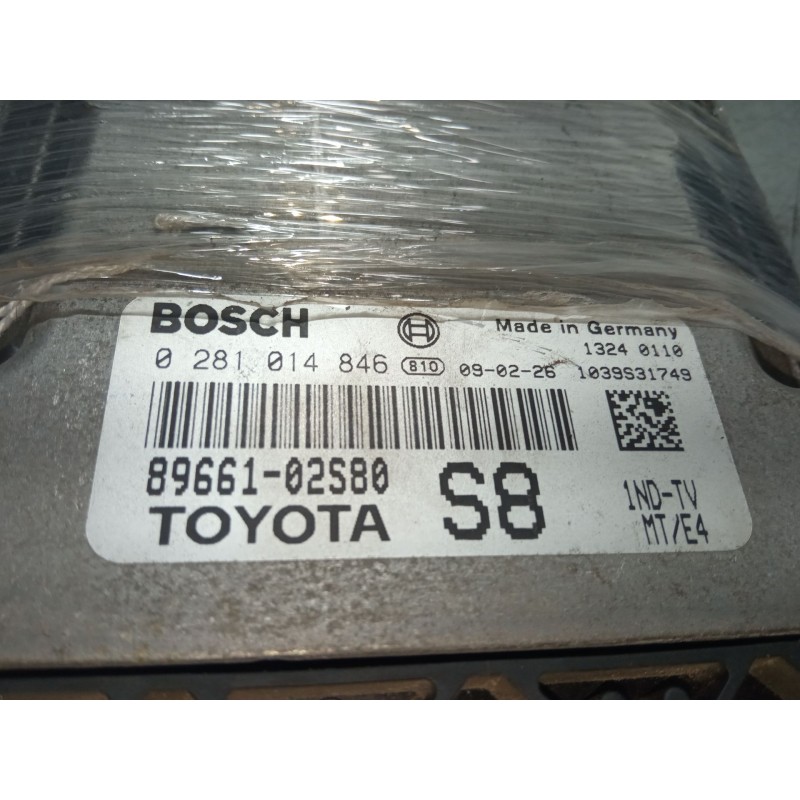 BOSCH Made in Germany
1324 0110
0 281 014 846 810 09-02-26 1039S31749
89661-02S80 S8 1ND-TV
TOYOTA MT/E4